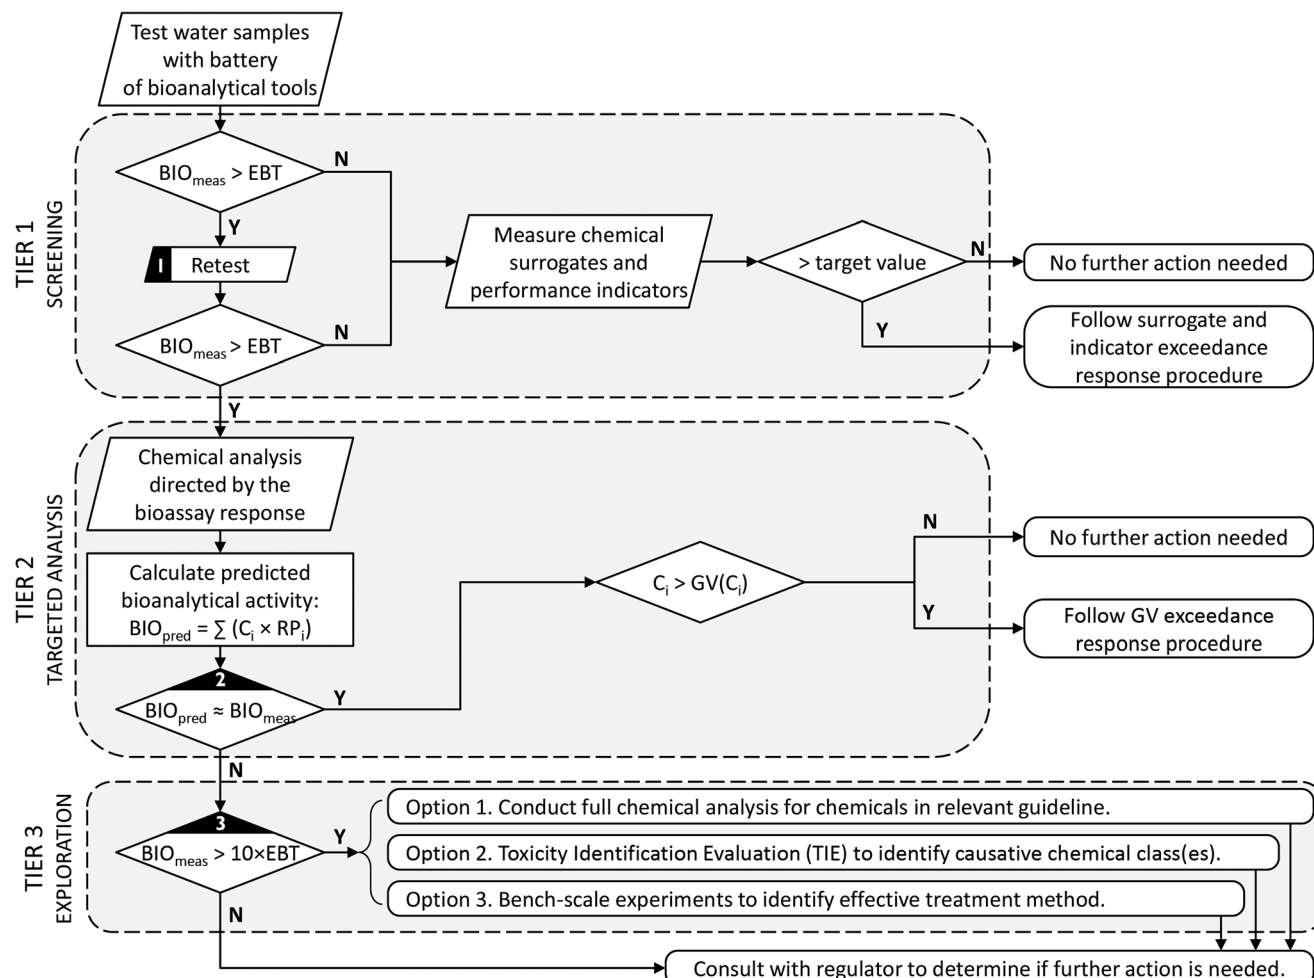 Test water samples
with battery
of bioanalytical tools
TIER 1
SCREENING
BIOmeas > EBT
N
Y
I Retest
BIOmeas > EBT
N
Y
Measure chemical
surrogates and
performance indicators
> target value
N
No further action needed
Y
Follow surrogate and
indicator exceedance
response procedure
TIER 2
TARGETED ANALYSIS
Chemical analysis
directed by the
bioassay response
Calculate predicted
bioanalytical activity:
BIOpred = ∑ (Ci × RPi)
2
BIOpred ≈ BIOmeas
Y
N
Ci > GV(Ci)
N
No further action needed
Y
Follow GV exceedance
response procedure
TIER 3
EXPLORATION
3
BIOmeas > 10×EBT
Y
N
Option 1. Conduct full chemical analysis for chemicals in relevant guideline.
Option 2. Toxicity Identification Evaluation (TIE) to identify causative chemical class(es).
Option 3. Bench-scale experiments to identify effective treatment method.
Consult with regulator to determine if further action is needed.